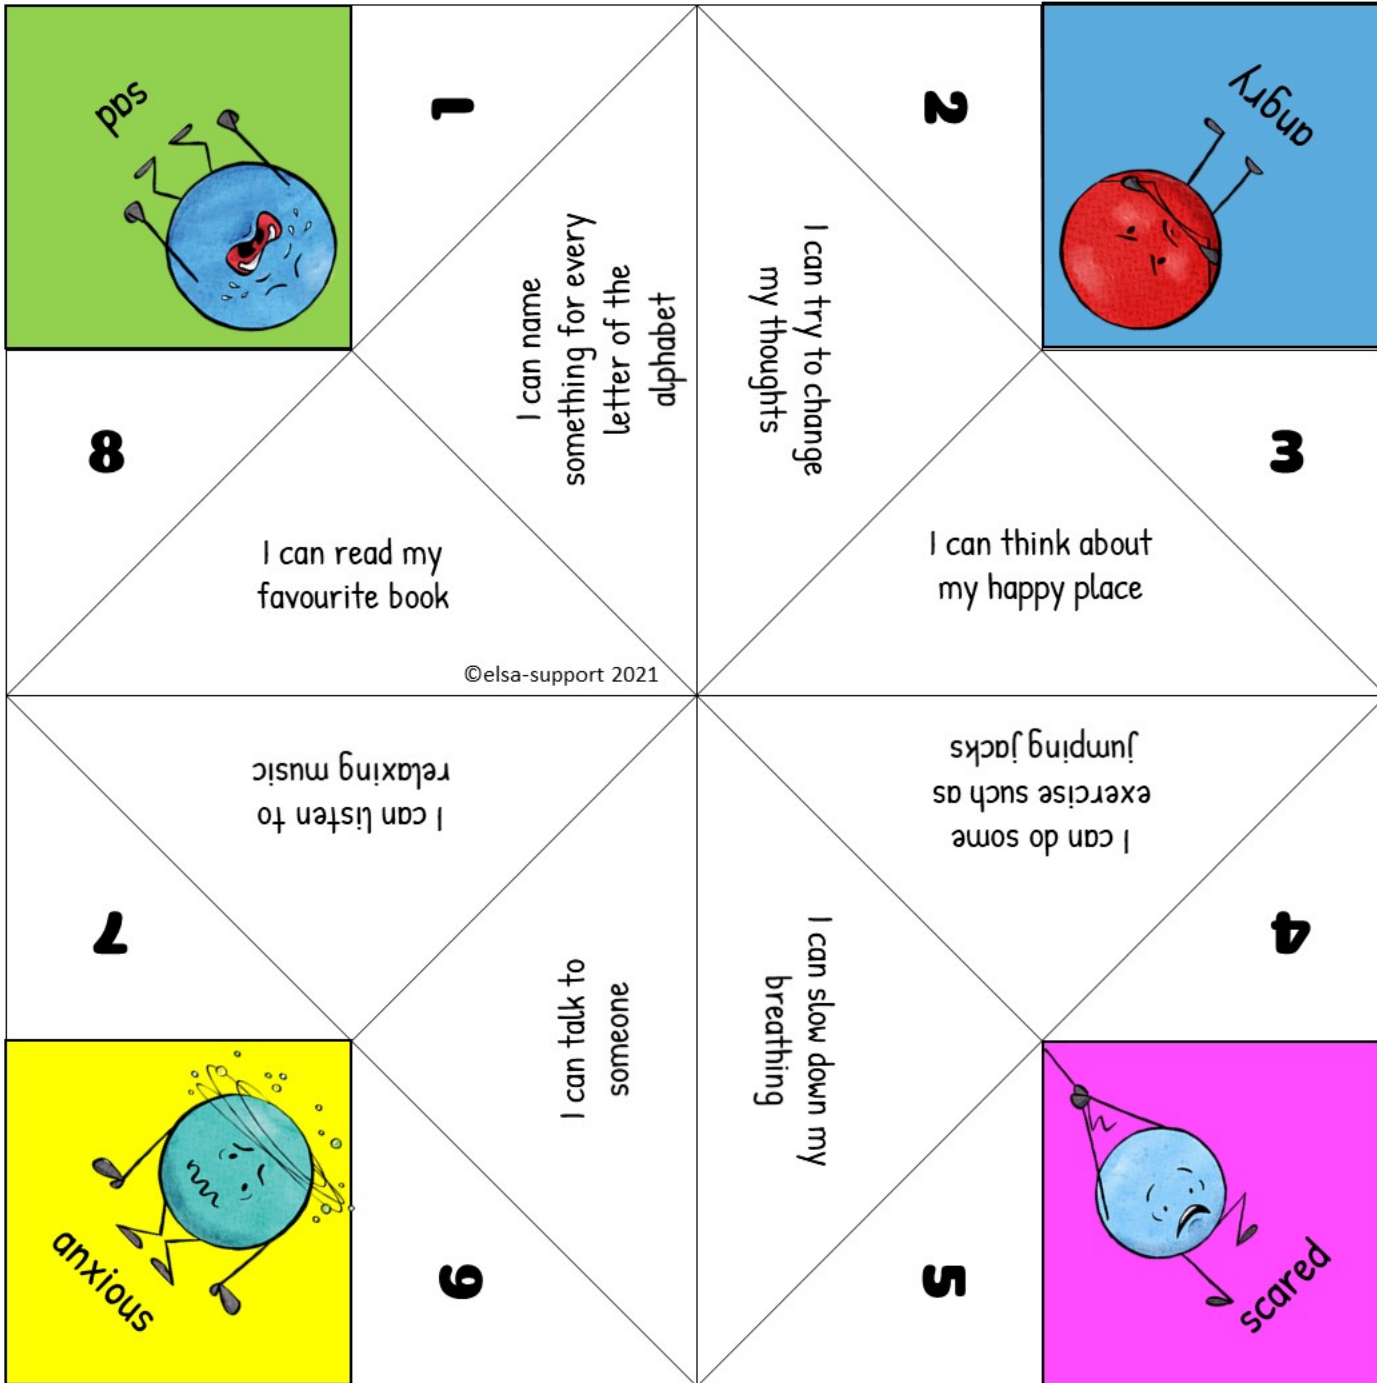 sad
1
2
angry
I can name
something for every
letter of the
alphabet
I can try to change
my thoughts
8
3
I can read my
favourite book
I can think about
my happy place
©elsa-support 2021
I can listen to
relaxing music
I can do some
exercise such as
jumping jacks
7
4
I can talk to
someone
I can slow down my
breathing
anxious
6
5
scared